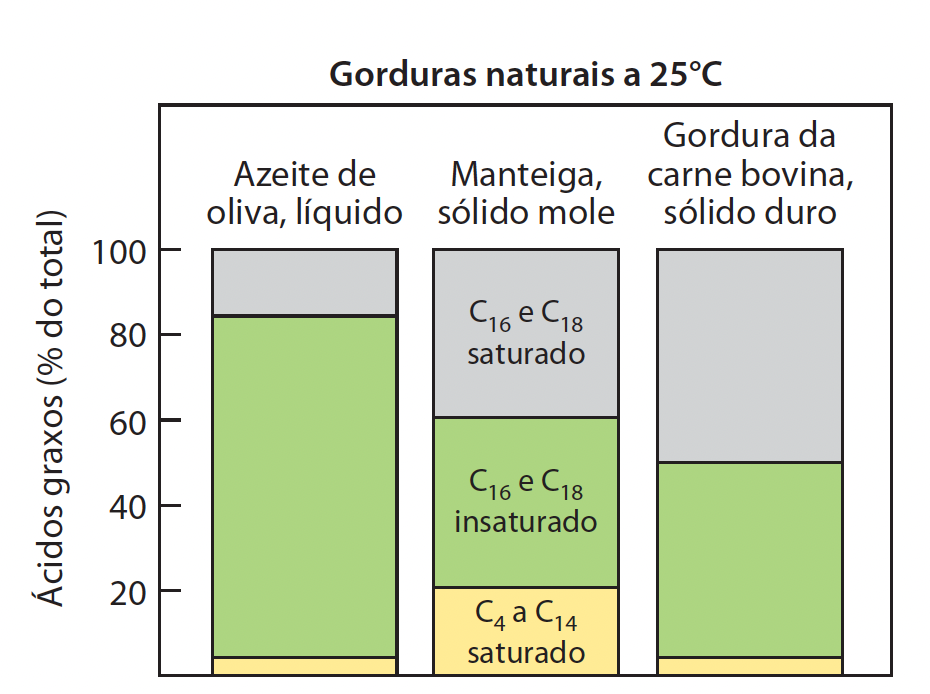 Gorduras naturais a 25°C
Azeite de
oliva, líquido
Manteiga,
sólido mole
Gordura da
carne bovina,
sólido duro
Ácidos graxos (% do total)
100
80
60
40
20
C16 e C18
saturado
C16 e C18
insaturado
C4 a C14
saturado